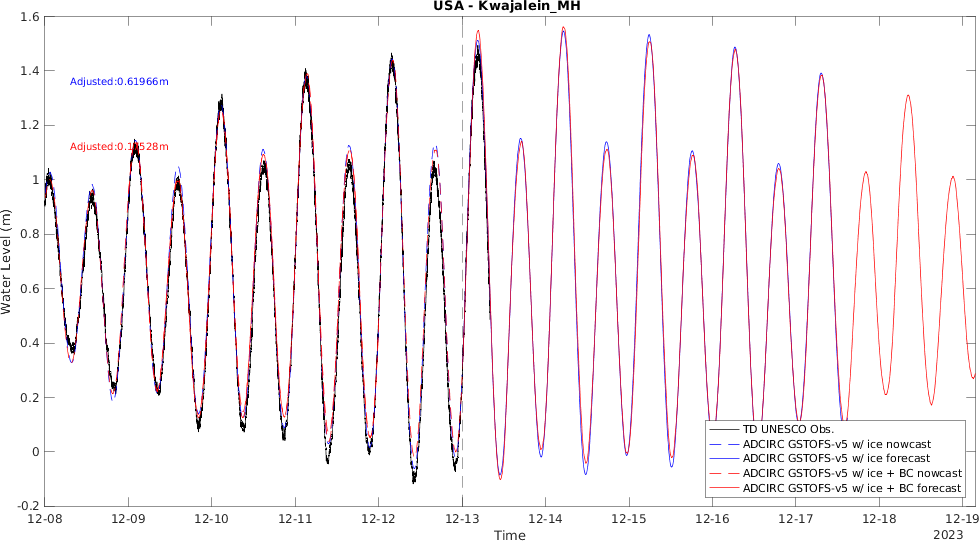 USA - Kwajalein_MH
1.6
1.4
1.2
1
0.8
0.6
0.4
0.2
0
-0.2
Water Level (m)
Adjusted:0.61966m
TD UNESCO Obs.
ADCIRC GSTOFS-v5 w/ ice nowcast
ADCIRC GSTOFS-v5 w/ ice forecast
ADCIRC GSTOFS-v5 w/ ice + BC nowcast
ADCIRC GSTOFS-v5 w/ ice + BC forecast
12-08 12-09 12-10 12-11 12-12 12-13 12-14 12-15 12-16 12-17 12-18 12-19
Time
2023